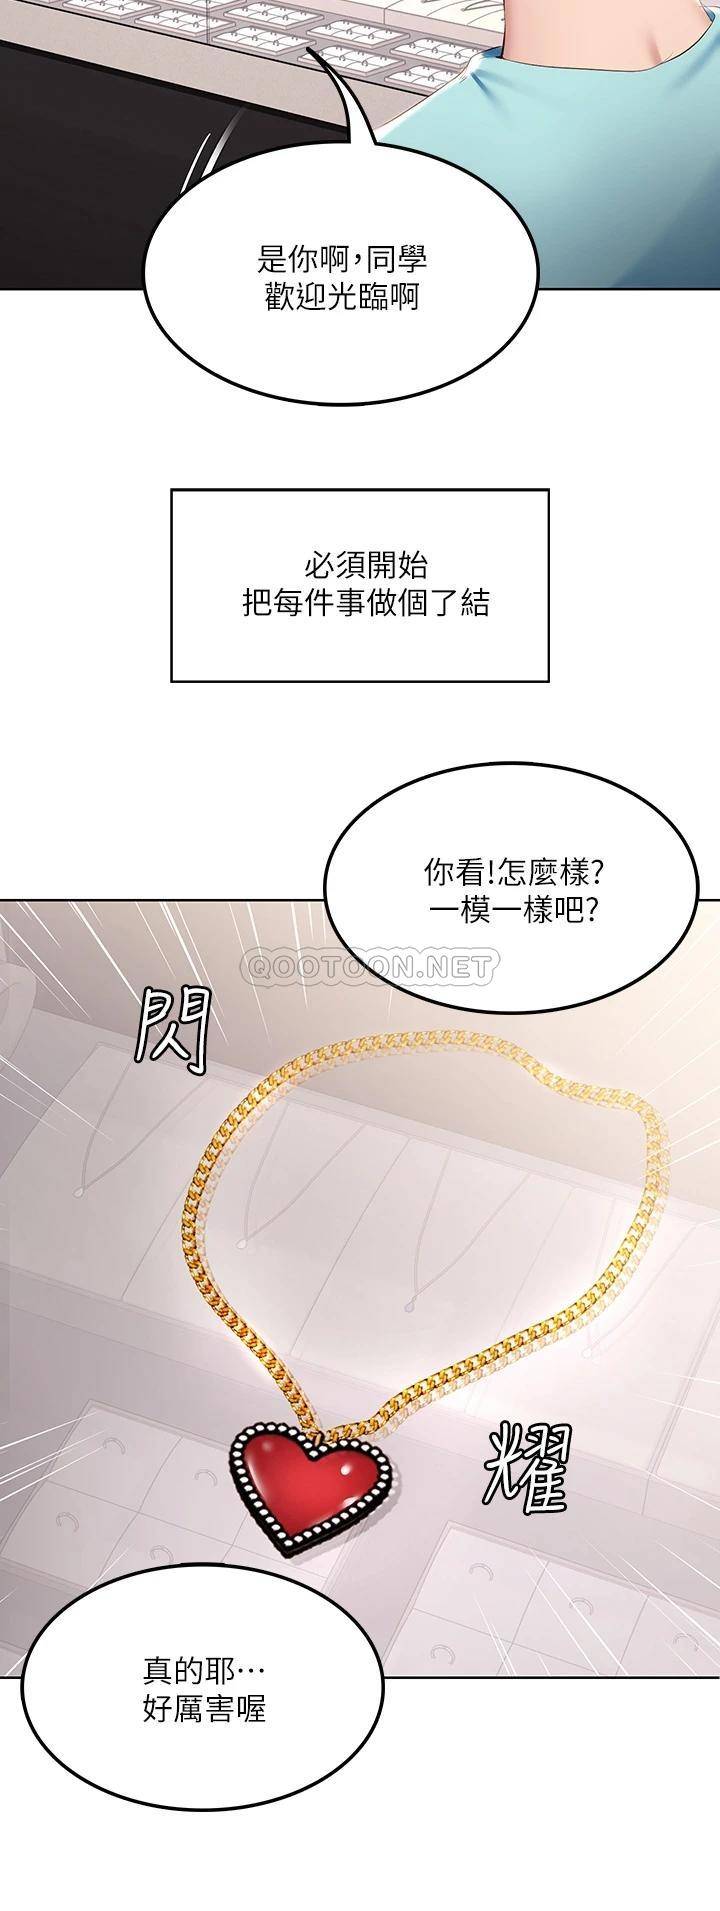 是你啊，同學
歡迎光臨啊
必須開始
把每件事做個了結
你看!怎麼樣?
一模一樣吧?
QOOTOON.NET
閃
耀
真的耶…
好厲害喔